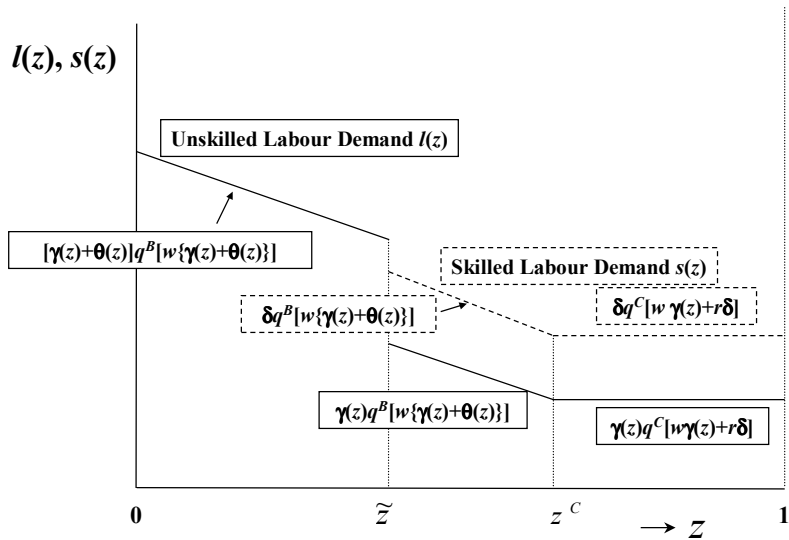 l(z), s(z)
Unskilled Labour Demand l(z)
[γ(z)+θ(z)]q^B[w{γ(z)+θ(z)}]
Skilled Labour Demand s(z)
δq^B[w{γ(z)+θ(z)}]
δq^C[w γ(z)+rδ]
γ(z)q^B[w{γ(z)+θ(z)}]
γ(z)q^C[wγ(z)+rδ]
0 z̃ z^C → z 1